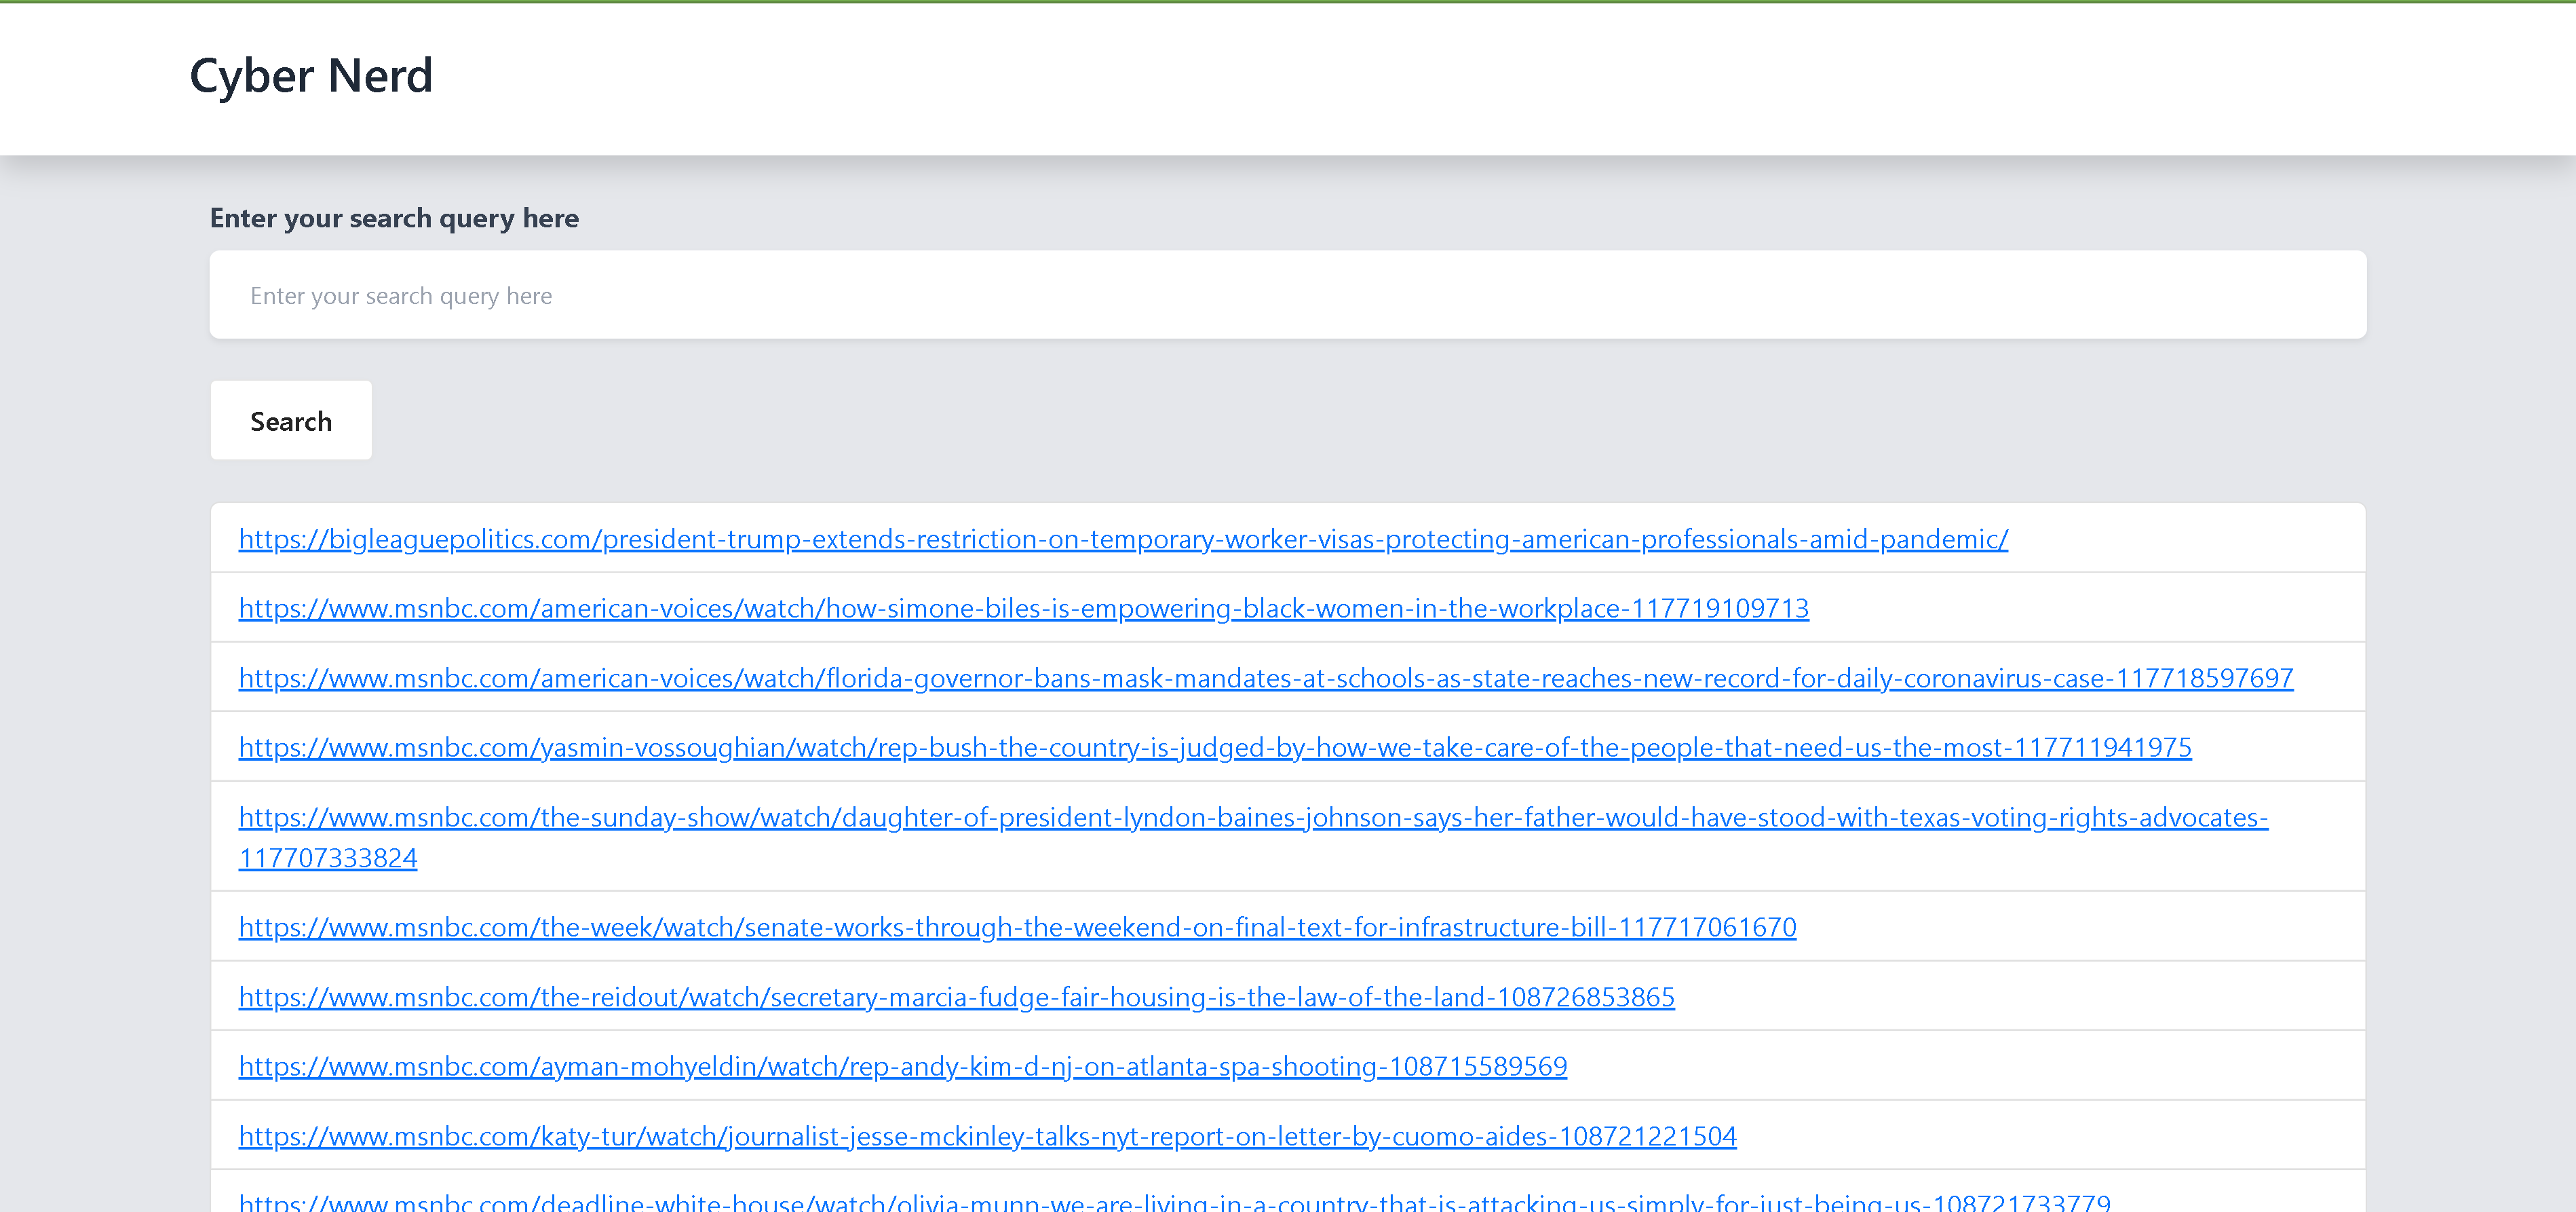 Cyber Nerd
Enter your search query here
Enter your search query here
Search
https://bigleaguepolitics.com/president-trump-extends-restriction-on-temporary-worker-visas-protecting-american-professionals-amid-pandemic/
https://www.msnbc.com/american-voices/watch/how-simone-biles-is-empowering-black-women-in-the-workplace-117719109713
https://www.msnbc.com/american-voices/watch/florida-governor-bans-mask-mandates-at-schools-as-state-reaches-new-record-for-daily-coronavirus-case-117718597697
https://www.msnbc.com/yasmin-vossoughian/watch/rep-bush-the-country-is-judged-by-how-we-take-care-of-the-people-that-need-us-the-most-117711941975
https://www.msnbc.com/the-sunday-show/watch/daughter-of-president-lyndon-baines-johnson-says-her-father-would-have-stood-with-texas-voting-rights-advocates-
117707333824
https://www.msnbc.com/the-week/watch/senate-works-through-the-weekend-on-final-text-for-infrastructure-bill-117717061670
https://www.msnbc.com/the-reidout/watch/secretary-marcia-fudge-fair-housing-is-the-law-of-the-land-108726853865
https://www.msnbc.com/ayman-mohyeldin/watch/rep-andy-kim-d-nj-on-atlanta-spa-shooting-108715589569
https://www.msnbc.com/katy-tur/watch/journalist-jesse-mckinley-talks-nyt-report-on-letter-by-cuomo-aides-108721221504
https://www.msnbc.com/deadline-white-house/watch/olivia-munn-we-are-living-in-a-country-that-is-attacking-us-simply-for-just-being-us-108721733779